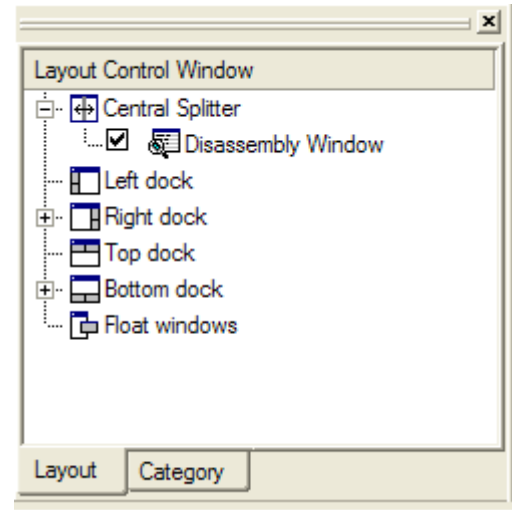 Layout Control Window
Central Splitter
Disassembly Window
Left dock
Right dock
Top dock
Bottom dock
Float windows
Layout
Category